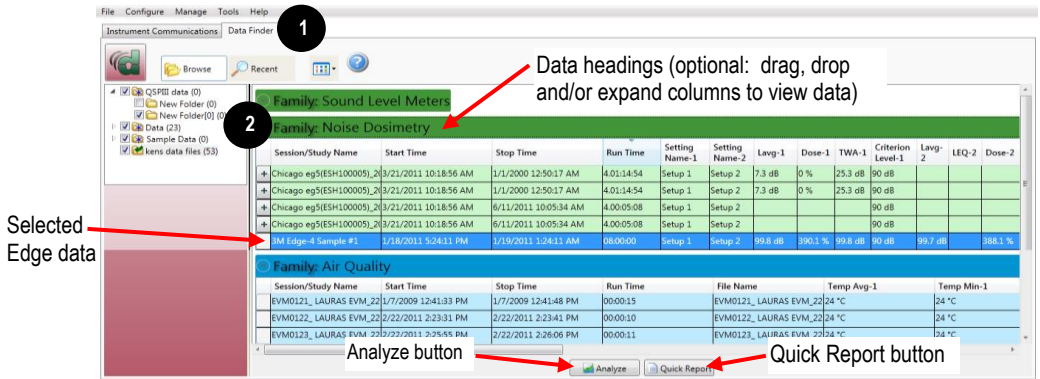 File Configure Manage Tools Help
Instrument Communications Data Finder 1
Browse Recent
Data headings (optional: drag, drop
and/or expand columns to view data)
QSPIII data (0)
New Folder (0)
New Folder[0] (0)
Data (23)
Sample Data (0)
kens data files (53)
2
Family: Sound Level Meters
Family: Noise Dosimetry
Session/Study Name Start Time Stop Time Run Time Setting Name-1 Setting Name-2 Lavg-1 Dose-1 TWA-1 Criterion Level-1 Lavg-2 LEQ-2 Dose-2
Chicago eg5(ESH100005)_2( 3/21/2011 10:18:56 AM 1/1/2000 12:50:17 AM 4.01:14:54 Setup 1 Setup 2 7.3 dB 0 % 25.3 dB 90 dB
Chicago eg5(ESH100005)_2( 3/21/2011 10:18:56 AM 1/1/2000 12:50:17 AM 4.01:14:54 Setup 1 Setup 2 7.3 dB 0 % 25.3 dB 90 dB
Chicago eg5(ESH100005)_2( 3/21/2011 10:18:56 AM 6/11/2011 10:05:34 AM 4.00:05:08 Setup 1 Setup 2 90 dB
Chicago eg5(ESH100005)_2( 3/21/2011 10:18:56 AM 6/11/2011 10:05:34 AM 4.00:05:08 Setup 1 Setup 2 90 dB
3M Edge-4 Sample #1 1/18/2011 5:24:11 PM 1/19/2011 1:24:11 AM 08:00:00 Setup 1 Setup 2 99.8 dB 390.1 % 99.8 dB 90 dB 99.7 dB 388.1 %
Selected
Edge data
Family: Air Quality
Session/Study Name Start Time Stop Time Run Time File Name Temp Avg-1 Temp Min-1
EVM0121_ LAURAS EVM_22 1/7/2009 12:41:33 PM 1/7/2009 12:41:48 PM 00:00:15 EVM0121_ LAURAS EVM_22 24 °C 24 °C
EVM0122_ LAURAS EVM_22 2/22/2011 2:23:31 PM 2/22/2011 2:23:41 PM 00:00:10 EVM0122_ LAURAS EVM_22 24 °C 24 °C
EVM0123_ LAURAS EVM_22 2/22/2011 2:25:55 PM 2/22/2011 2:26:06 PM 00:00:11 EVM0123_ LAURAS EVM_22 24 °C 24 °C
Analyze button Quick Report button
Analyze Quick Report